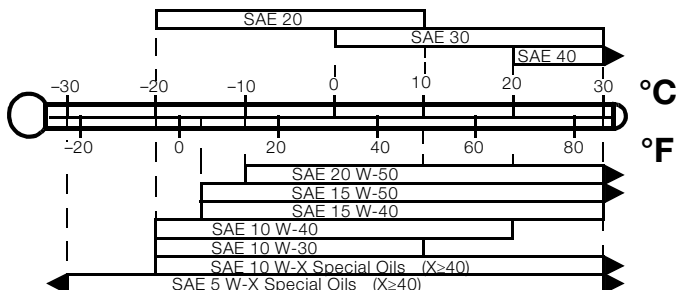 SAE 20
SAE 30
SAE 40
−30 −20 −10 0 10 20 30 °C
−20 0 20 40 60 80 °F
SAE 20 W-50
SAE 15 W-50
SAE 15 W-40
SAE 10 W-40
SAE 10 W-30
SAE 10 W-X Special Oils (X≥40)
SAE 5 W-X Special Oils (X≥40)